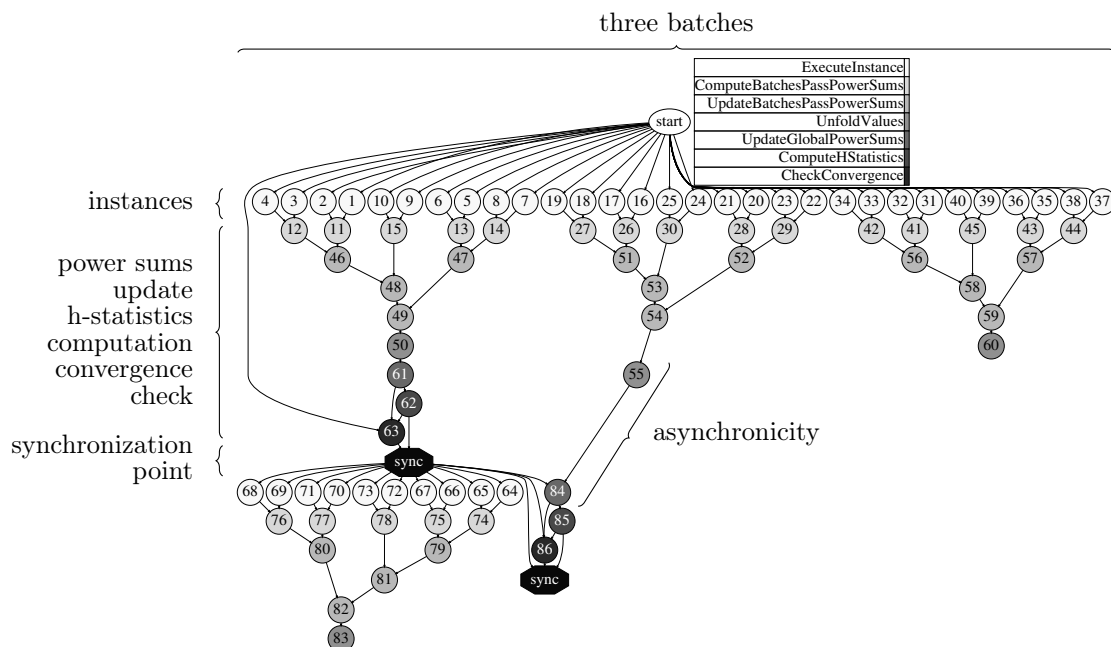 three batches
ExecuteInstance
ComputeBatchesPassPowerSums
UpdateBatchesPassPowerSums
UnfoldValues
UpdateGlobalPowerSums
ComputeHStatistics
CheckConvergence
start
instances
4 3 2 1 10 9 6 5 8 7 19 18 17 16 25 24 21 20 23 22 34 33 32 31 40 39 36 35 38 37
12 11 15 13 14 27 26 30 28 29 42 41 45 43 44
46 47 51 52 56 57
power sums
update
h-statistics
computation
convergence
check
48 53 58
49 54 59
50 60
61 55
62
63
asynchronicity
synchronization
point
sync
68 69 71 70 73 72 67 66 65 64 84
76 77 78 75 74 85
80 79 86
81 sync
82
83